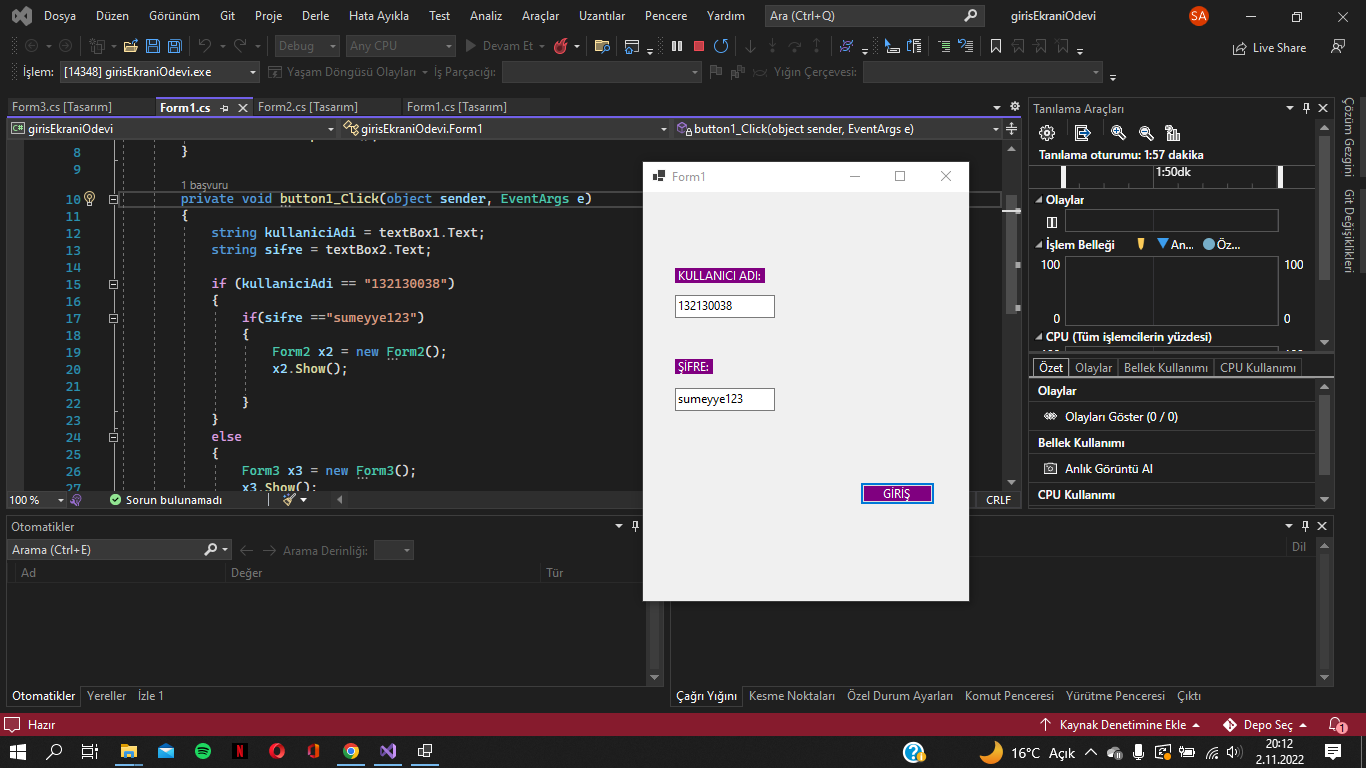 Dosya Düzen Görünüm Git Proje Derle Hata Ayıkla Test Analiz Araçlar Uzantılar Pencere Yardım Ara (Ctrl+Q) girisEkraniOdevi SA
Debug Any CPU Devam Et Live Share
İşlem: [14348] girisEkraniOdevi.exe Yaşam Döngüsü Olayları İş Parçacığı: Yığın Çerçevesi:
Form3.cs [Tasarım] Form1.cs Form2.cs [Tasarım] Form1.cs [Tasarım]
C# girisEkraniOdevi girisEkraniOdevi.Form1 button1_Click(object sender, EventArgs e)
8 }
9
1 başvuru
10 private void button1_Click(object sender, EventArgs e)
11 {
12 string kullaniciAdi = textBox1.Text;
13 string sifre = textBox2.Text;
14
15 if (kullaniciAdi == "132130038")
16 {
17 if(sifre =="sumeyye123")
18 {
19 Form2 x2 = new Form2();
20 x2.Show();
21
22 }
23 }
24 else
25 {
26 Form3 x3 = new Form3();
27 x3.Show();
100 % Sorun bulunamadı CRLF
Form1
KULLANICI ADI:
132130038
ŞİFRE:
sumeyye123
GİRİŞ
Tanılama Araçları
Tanılama oturumu: 1:57 dakika
1:50dk
Olaylar
İşlem Belleği An... Öz...
100 100
0 0
CPU (Tüm işlemcilerin yüzdesi)
Özet Olaylar Bellek Kullanımı CPU Kullanımı
Olaylar
Olayları Göster (0 / 0)
Bellek Kullanımı
Anlık Görüntü Al
CPU Kullanımı
Çözüm Gezgini
Git Değişiklikleri
Otomatikler
Arama (Ctrl+E) Arama Derinliği:
Ad Değer Tür
Dil
Otomatikler Yereller İzle 1
Çağrı Yığını Kesme Noktaları Özel Durum Ayarları Komut Penceresi Yürütme Penceresi Çıktı
Hazır Kaynak Denetimine Ekle Depo Seç 1
16°C Açık 20:12
2.11.2022